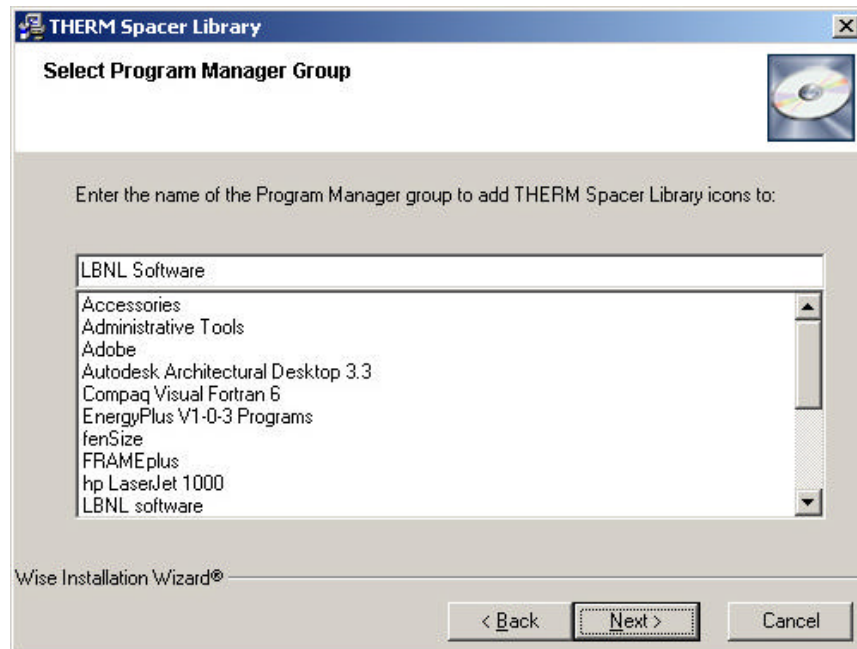 THERM Spacer Library
Select Program Manager Group
Enter the name of the Program Manager group to add THERM Spacer Library icons to:
LBNL Software
Accessories
Administrative Tools
Adobe
Autodesk Architectural Desktop 3.3
Compaq Visual Fortran 6
EnergyPlus V1-0-3 Programs
fenSize
FRAMEplus
hp LaserJet 1000
LBNL software
Wise Installation Wizard®
< Back
Next >
Cancel